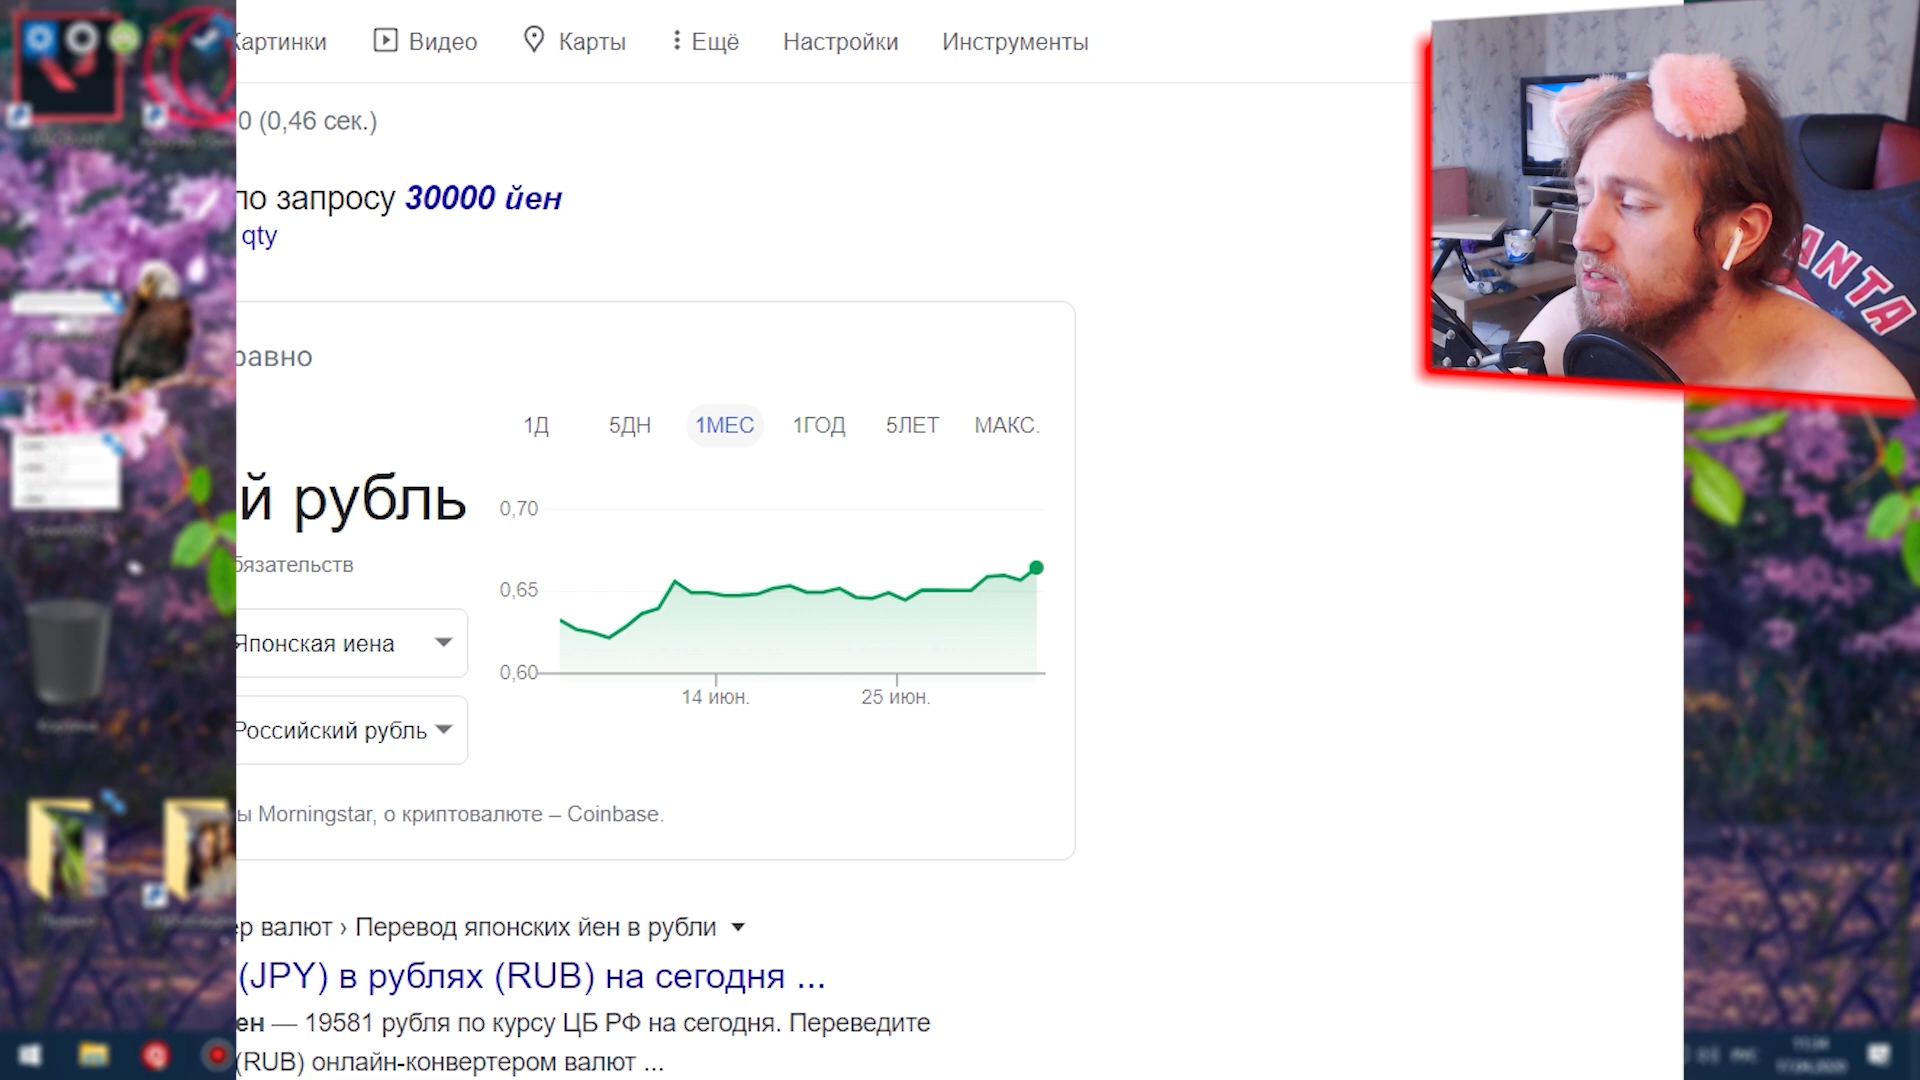 Картинки
Видео
Карты
Ещё
Настройки
Инструменты
0 (0,46 сек.)
по запросу 30000 йен
qty
равно
1Д
5ДН
1МЕС
1ГОД
5ЛЕТ
МАКС.
й рубль
бязательств
Японская иена
Российский рубль
0,70
0,65
0,60
14 июн.
25 июн.
ы Morningstar, о криптовалюте – Coinbase.
ер валют › Перевод японских йен в рубли
(JPY) в рублях (RUB) на сегодня ...
ен — 19581 рубля по курсу ЦБ РФ на сегодня. Переведите
(RUB) онлайн-конвертером валют ...
ANTA